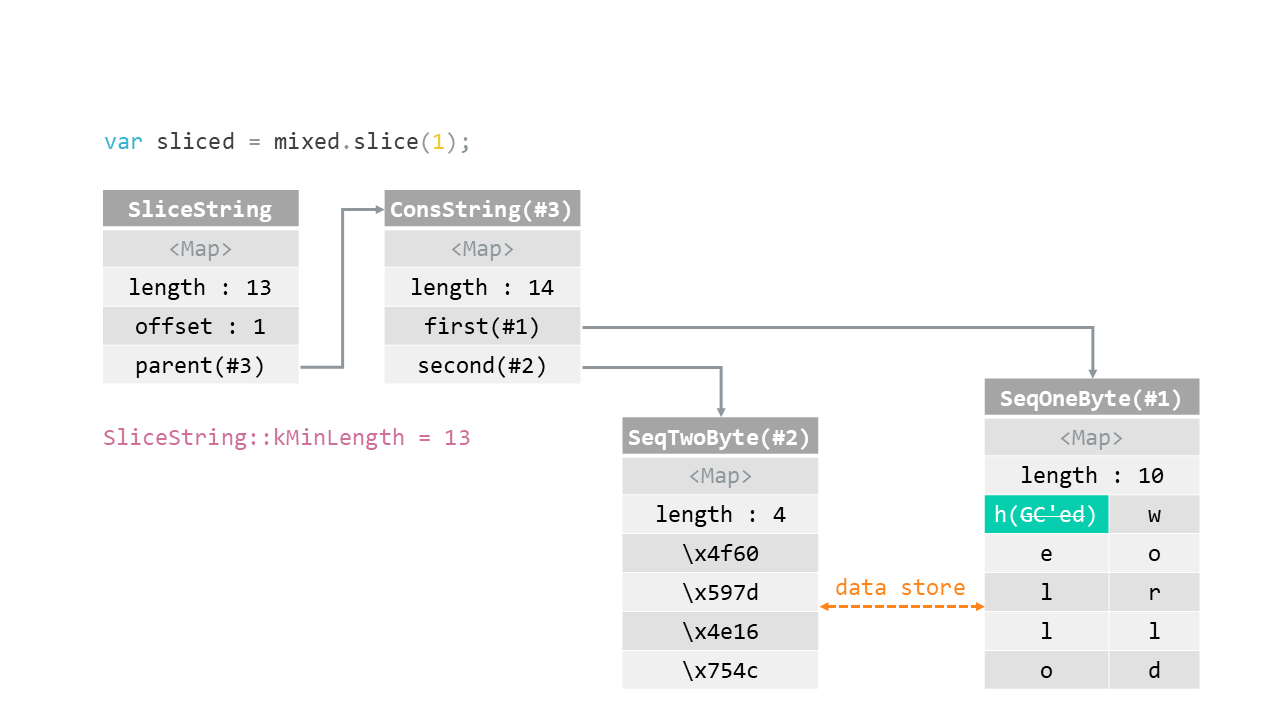 var sliced = mixed.slice(1);
SliceString
<Map>
length : 13
offset : 1
parent(#3)
ConsString(#3)
<Map>
length : 14
first(#1)
second(#2)
SliceString::kMinLength = 13
SeqTwoByte(#2)
<Map>
length : 4
\x4f60
\x597d
\x4e16
\x754c
data store
SeqOneByte(#1)
<Map>
length : 10
h(GC'ed) w
e o
l r
l l
o d